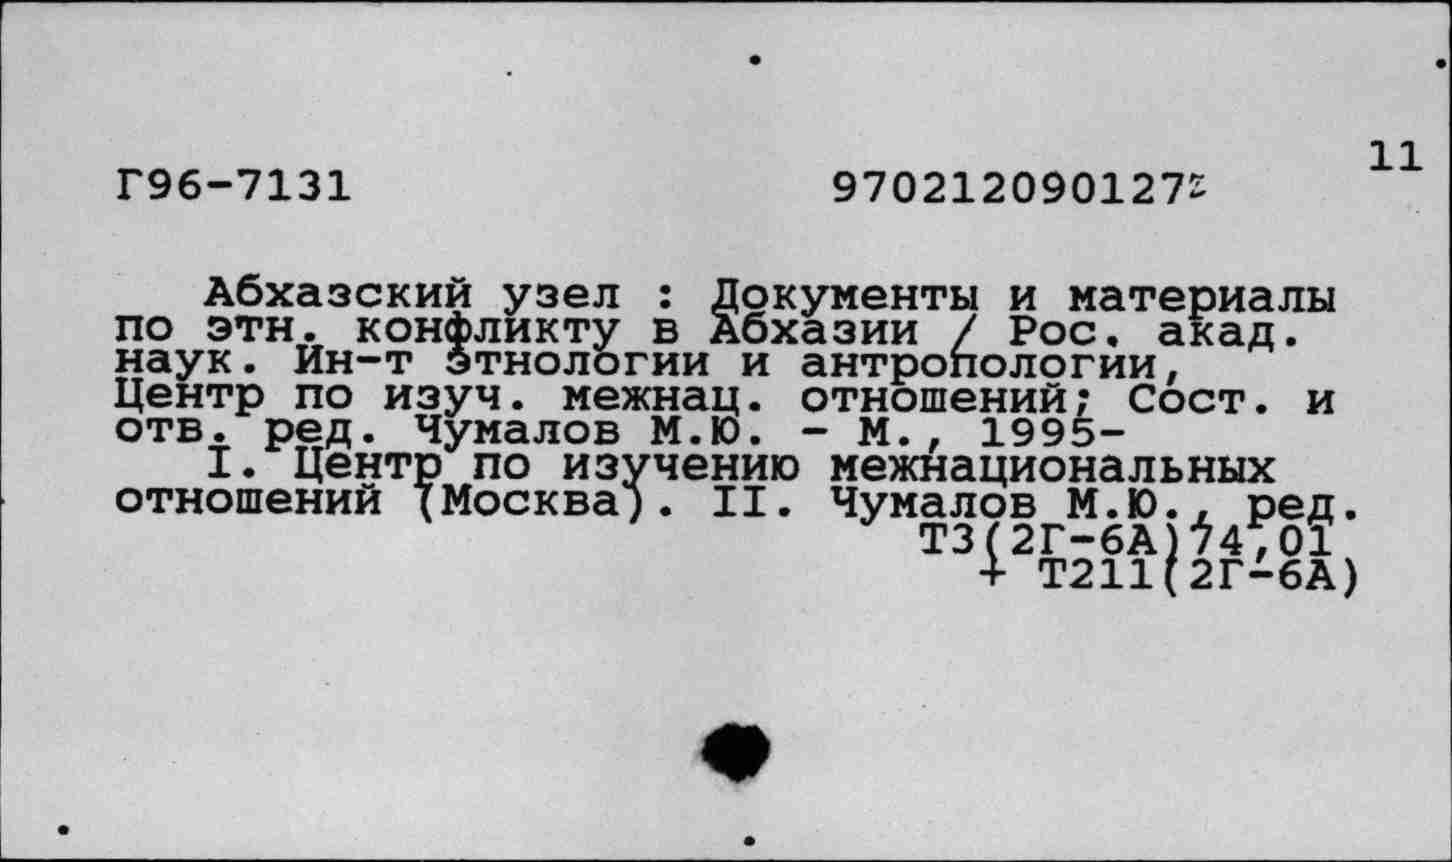 11
Г96-7131 970212090127
Абхазский узел : Документы и материалы
по этн. конфликту в Абхазии / Рос. акад.
наук. Ин-т этнологии и антропологии,
Центр по изуч. межнац. отношений; Сост. и
отв. ред. Чумалов М.Ю. - М., 1995-
I. Центр по изучению межнациональных
отношений (Москва). II. Чумалов М.Ю., ред.
Т3(2Г-6А)74,01
+ Т211(2Г-6А)